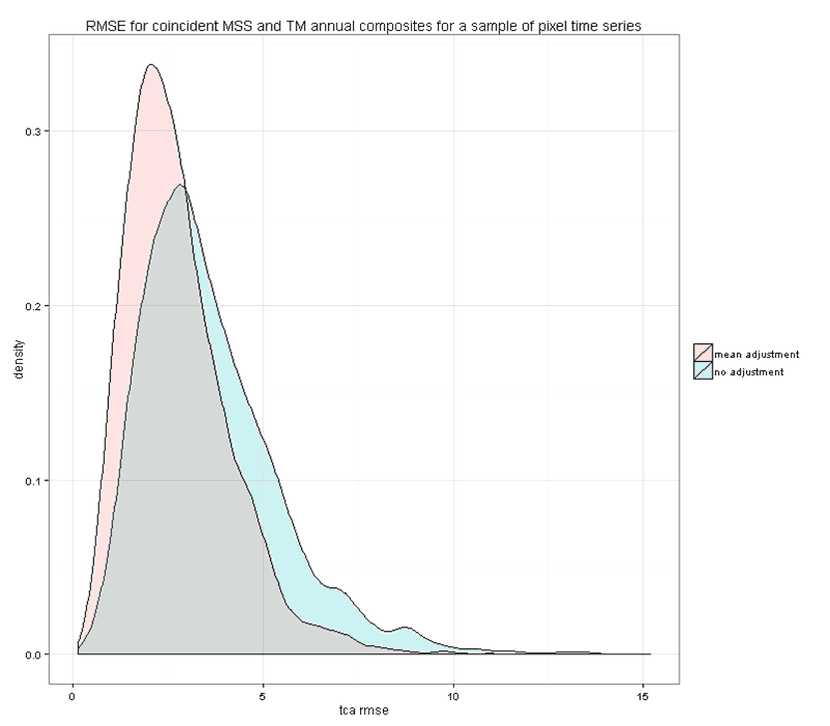 RMSE for coincident MSS and TM annual composites for a sample of pixel time series
0.3
0.2
0.1
0.0
density
0 5 10 15
tca rmse
mean adjustment
no adjustment